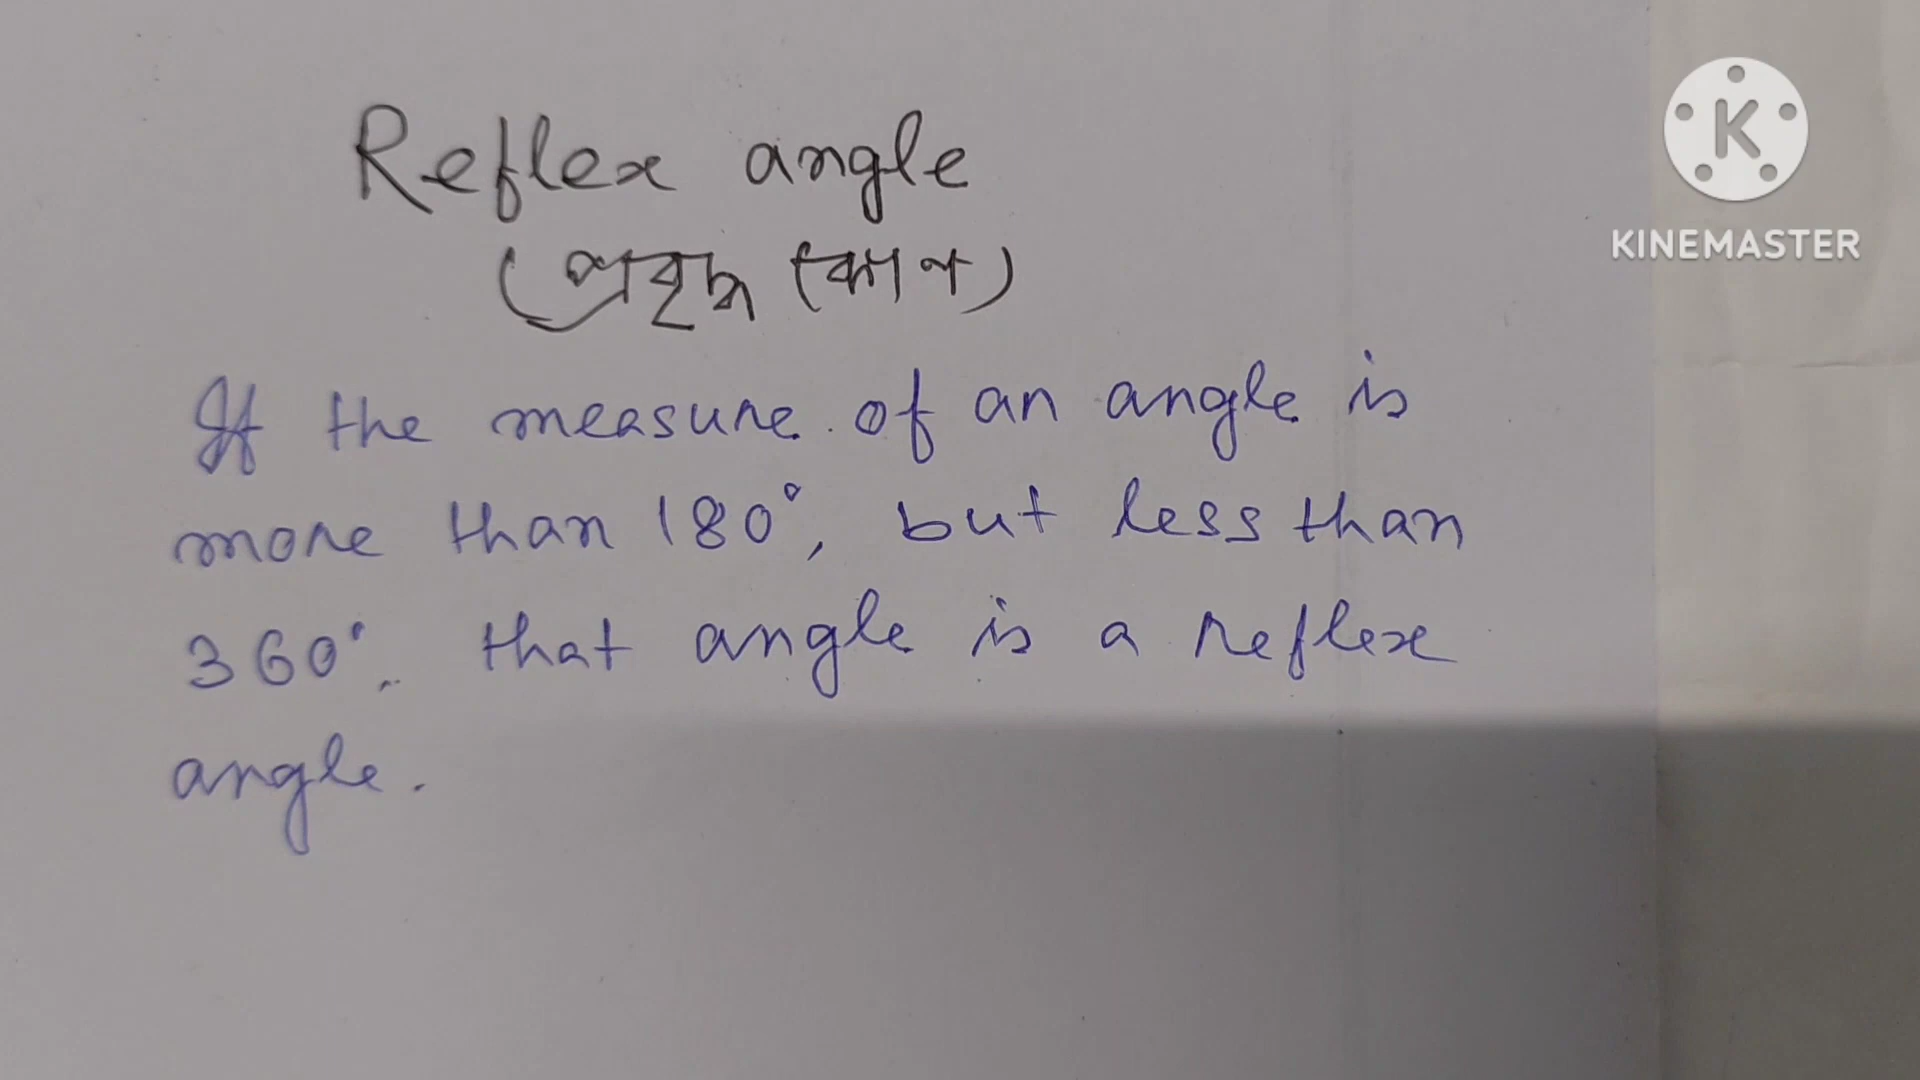 Reflex angle
(প্রবৃদ্ধ কোণ)
If the measure of an angle is
more than 180°, but less than
360°. that angle is a reflex
angle.
KINEMASTER